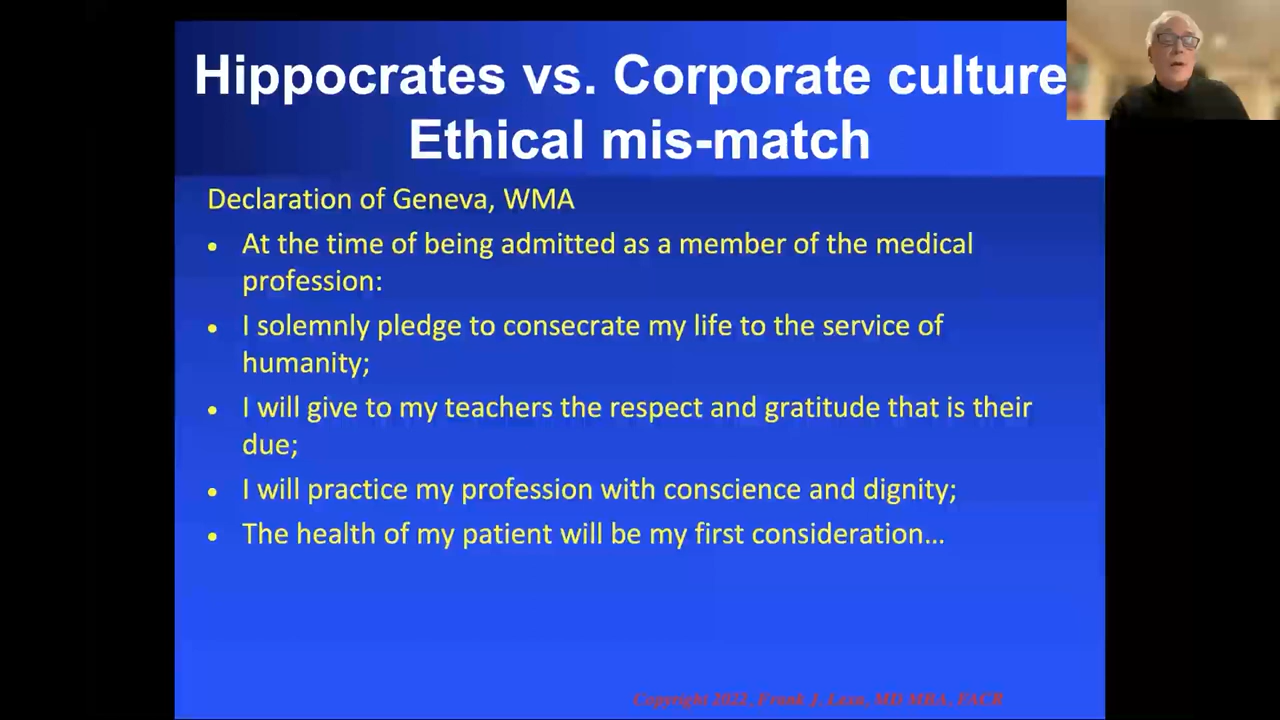 Hippocrates vs. Corporate culture
Ethical mis-match
Declaration of Geneva, WMA
• At the time of being admitted as a member of the medical
profession:
• I solemnly pledge to consecrate my life to the service of
humanity;
• I will give to my teachers the respect and gratitude that is their
due;
• I will practice my profession with conscience and dignity;
• The health of my patient will be my first consideration...
Copyright 2022, Frank J. MD MBA, FACR